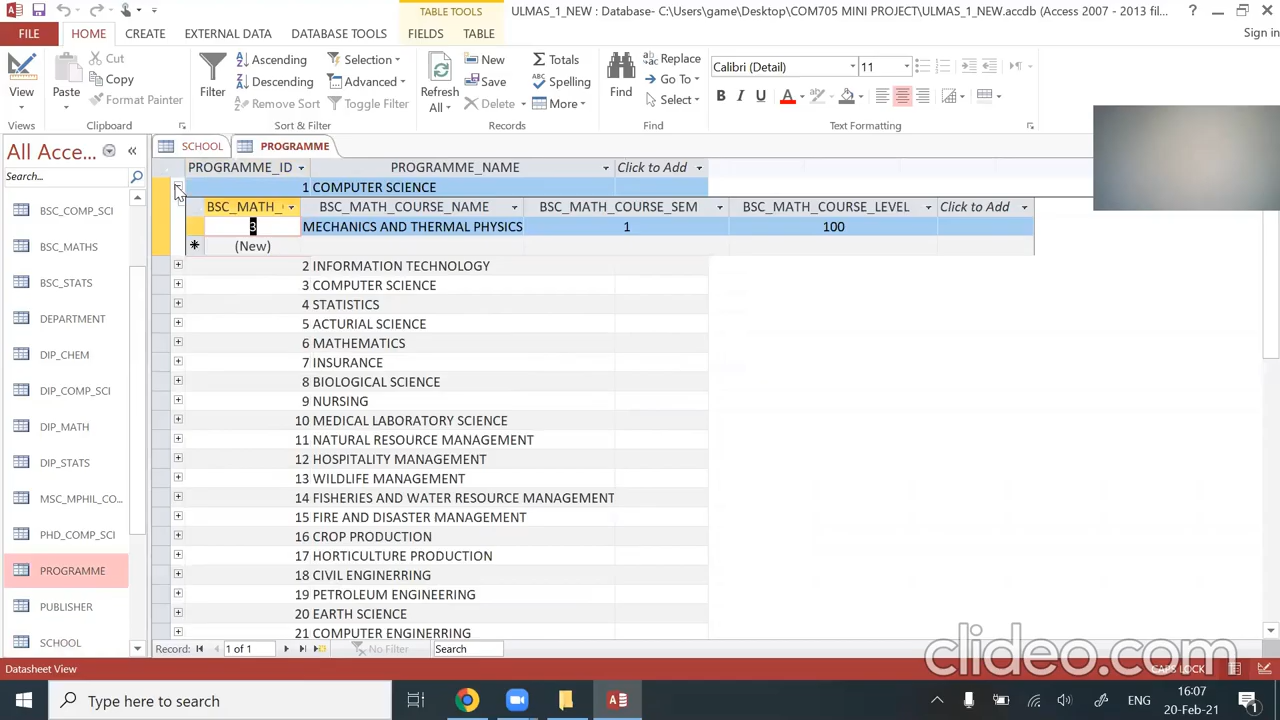 ULMAS_1_NEW : Database- C:\Users\game\Desktop\COM705 MINI PROJECT\ULMAS_1_NEW.accdb (Access 2007 - 2013 fil...
TABLE TOOLS
FILE HOME CREATE EXTERNAL DATA DATABASE TOOLS FIELDS TABLE Sign in
View
Views
Paste
Cut
Copy
Format Painter
Clipboard
Filter
Ascending
Descending
Remove Sort
Selection
Advanced
Toggle Filter
Sort & Filter
Refresh
All
New
Save
Delete
Totals
Spelling
More
Records
Find
Replace
Go To
Select
Find
Calibri (Detail) 11
B I U A
Text Formatting
All Acce...
Search...
BSC_COMP_SCI
BSC_MATHS
BSC_STATS
DEPARTMENT
DIP_CHEM
DIP_COMP_SCI
DIP_MATH
DIP_STATS
MSC_MPHIL_CO...
PHD_COMP_SCI
PROGRAMME
PUBLISHER
SCHOOL
SCHOOL PROGRAMME
PROGRAMME_ID PROGRAMME_NAME Click to Add
1 COMPUTER SCIENCE
BSC_MATH_ BSC_MATH_COURSE_NAME BSC_MATH_COURSE_SEM BSC_MATH_COURSE_LEVEL Click to Add
3 MECHANICS AND THERMAL PHYSICS 1 100
(New)
2 INFORMATION TECHNOLOGY
3 COMPUTER SCIENCE
4 STATISTICS
5 ACTURIAL SCIENCE
6 MATHEMATICS
7 INSURANCE
8 BIOLOGICAL SCIENCE
9 NURSING
10 MEDICAL LABORATORY SCIENCE
11 NATURAL RESOURCE MANAGEMENT
12 HOSPITALITY MANAGEMENT
13 WILDLIFE MANAGEMENT
14 FISHERIES AND WATER RESOURCE MANAGEMENT
15 FIRE AND DISASTER MANAGEMENT
16 CROP PRODUCTION
17 HORTICULTURE PRODUCTION
18 CIVIL ENGINERRING
19 PETROLEUM ENGINEERING
20 EARTH SCIENCE
21 COMPUTER ENGINERRING
Record: 1 of 1 No Filter Search
Datasheet View
CAPS LOCK
clideo.com
Type here to search
ENG
16:07
20-Feb-21
1